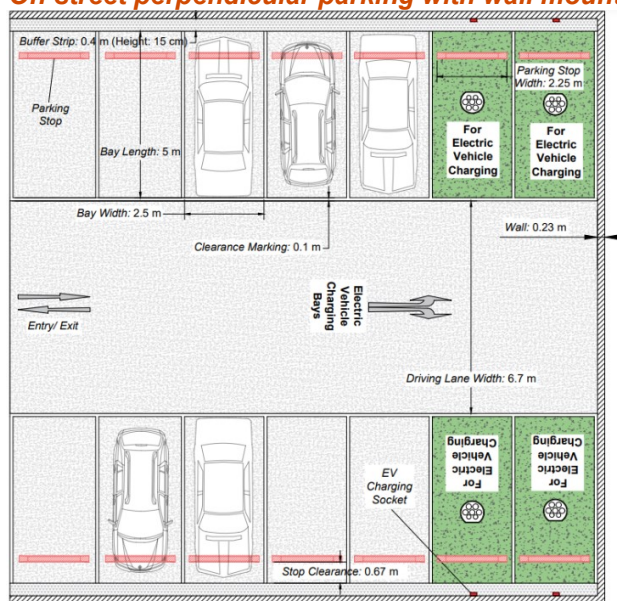 On street perpendicular parking with wall moun
Buffer Strip: 0.4 m (Height: 15 cm)
Parking Stop
Width: 2.25 m
Parking
Stop
For
Electric
Vehicle
Charging
For
Electric
Vehicle
Charging
Bay Length: 5 m
Bay Width: 2.5 m
Wall: 0.23 m
Clearance Marking: 0.1 m
Electric
Vehicle
Charging
Bays
Entry/ Exit
Driving Lane Width: 6.7 m
For
Electric
Vehicle
Charging
For
Electric
Vehicle
Charging
EV
Charging
Socket
Stop Clearance: 0.67 m